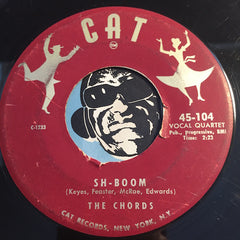 CAT
C-1233
45-104
VOCAL QUARTET
Pub., progressive, BMI
Time: 2:23
SH-BOOM
(Keyes, Feaster, McRae, Edwards)
THE CHORDS
CAT RECORDS, NEW YORK, N.Y.